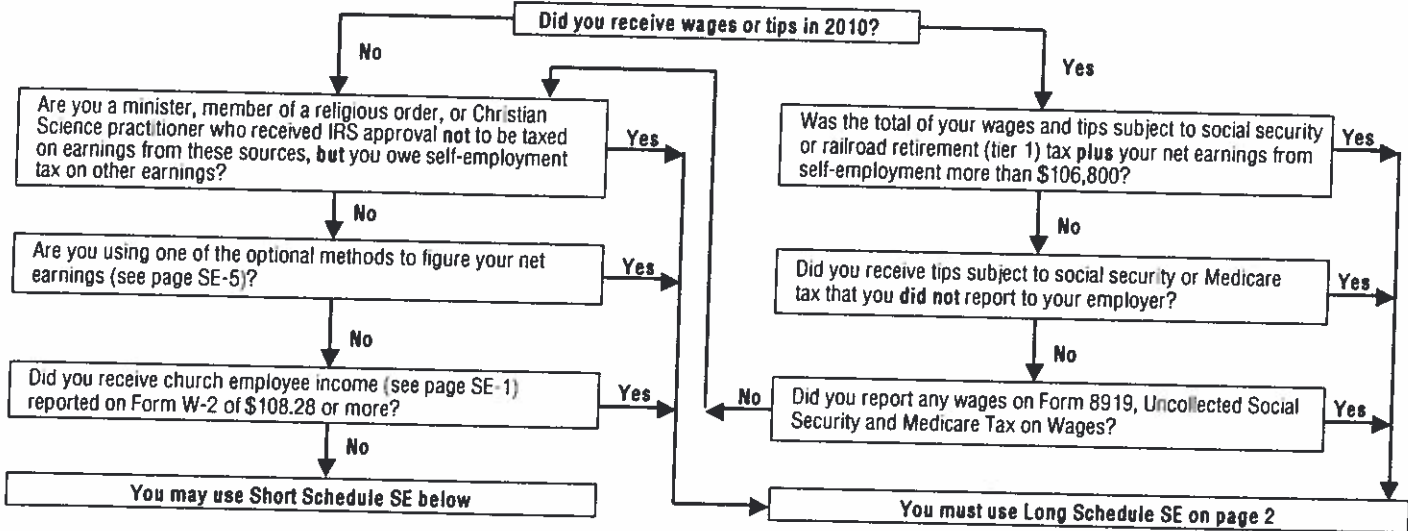 Did you receive wages or tips in 2010?
No
Yes
Are you a minister, member of a religious order, or Christian
Science practitioner who received IRS approval not to be taxed
on earnings from these sources, but you owe self-employment
tax on other earnings?
Yes
No
Are you using one of the optional methods to figure your net
earnings (see page SE-5)?
Yes
No
Did you receive church employee income (see page SE-1)
reported on Form W-2 of $108.28 or more?
Yes
No
You may use Short Schedule SE below
Was the total of your wages and tips subject to social security
or railroad retirement (tier 1) tax plus your net earnings from
self-employment more than $106,800?
Yes
No
Did you receive tips subject to social security or Medicare
tax that you did not report to your employer?
Yes
No
No
Did you report any wages on Form 8919, Uncollected Social
Security and Medicare Tax on Wages?
Yes
You must use Long Schedule SE on page 2